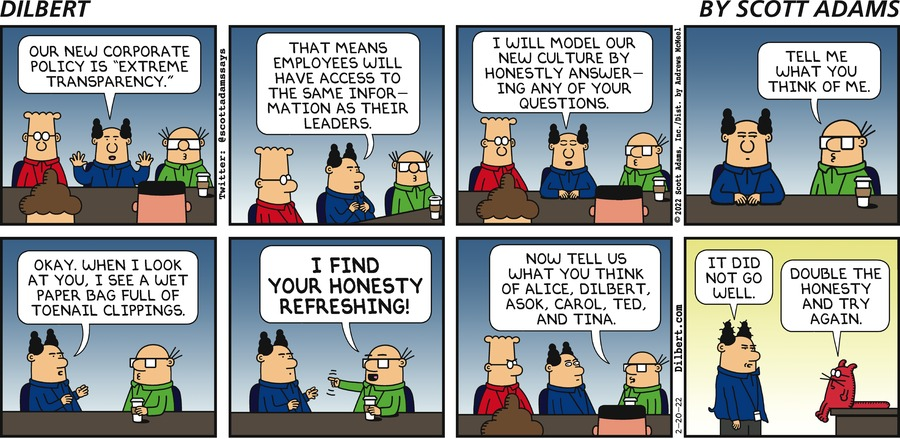 DILBERT
BY SCOTT ADAMS
OUR NEW CORPORATE
POLICY IS "EXTREME
TRANSPARENCY."
Twitter: @scottadamssays
THAT MEANS
EMPLOYEES WILL
HAVE ACCESS TO
THE SAME INFOR-
MATION AS THEIR
LEADERS.
I WILL MODEL OUR
NEW CULTURE BY
HONESTLY ANSWER-
ING ANY OF YOUR
QUESTIONS.
© 2022 Scott Adams, Inc./Dist. by Andrews McMeel
TELL ME
WHAT YOU
THINK OF ME.
OKAY. WHEN I LOOK
AT YOU, I SEE A WET
PAPER BAG FULL OF
TOENAIL CLIPPINGS.
I FIND
YOUR HONESTY
REFRESHING!
NOW TELL US
WHAT YOU THINK
OF ALICE, DILBERT,
ASOK, CAROL, TED,
AND TINA.
2-20-22 Dilbert.com
IT DID
NOT GO
WELL.
DOUBLE THE
HONESTY
AND TRY
AGAIN.